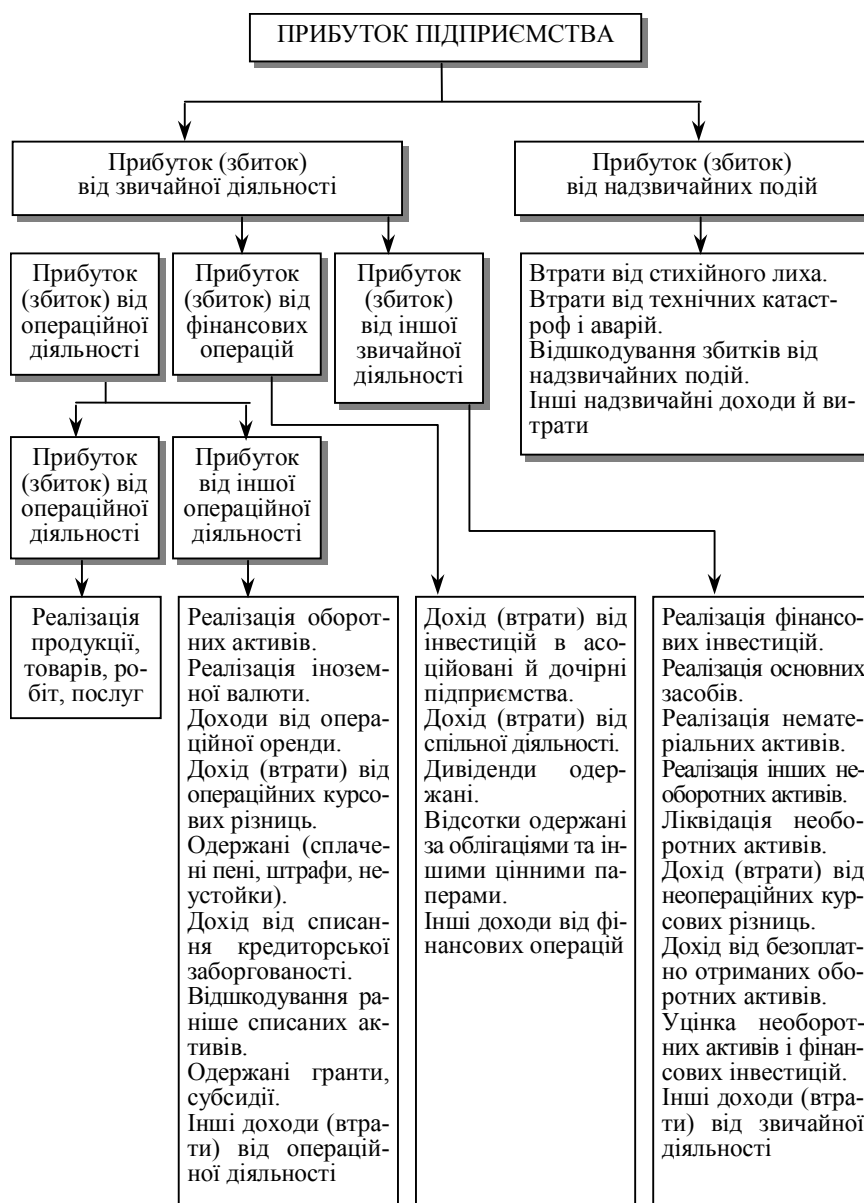 ПРИБУТОК ПІДПРИЄМСТВА
Прибуток (збиток)
від звичайної діяльності
Прибуток (збиток)
від надзвичайних подій
Прибуток
(збиток) від
операційної
діяльності
Прибуток
(збиток) від
фінансових
операцій
Прибуток
(збиток)
від іншої
звичайної
діяльності
Втрати від стихійного лиха.
Втрати від технічних катаст-
роф і аварій.
Відшкодування збитків від
надзвичайних подій.
Інші надзвичайні доходи й ви-
трати
Прибуток
(збиток) від
операційної
діяльності
Прибуток
від іншої
операційної
діяльності
Реалізація
продукції,
товарів, ро-
біт, послуг
Реалізація оборот-
них активів.
Реалізація інозем-
ної валюти.
Доходи від опера-
ційної оренди.
Дохід (втрати) від
операційних курсо-
вих різниць.
Одержані (сплаче-
ні пені, штрафи, не-
устойки).
Дохід від списан-
ня кредиторської
заборгованості.
Відшкодування ра-
ніше списаних ак-
тивів.
Одержані гранти,
субсидії.
Інші доходи (втра-
ти) від операцій-
ної діяльності
Дохід (втрати) від
інвестицій в асо-
ційовані й дочірні
підприємства.
Дохід (втрати) від
спільної діяльності.
Дивіденди одер-
жані.
Відсотки одержані
за облігаціями та ін-
шими цінними па-
перами.
Інші доходи від фі-
нансових операцій
Реалізація фінансо-
вих інвестицій.
Реалізація основних
засобів.
Реалізація немате-
ріальних активів.
Реалізація інших не-
оборотних активів.
Ліквідація необо-
ротних активів.
Дохід (втрати) від
неопераційних кур-
сових різниць.
Дохід від безоплат-
но отриманих обо-
ротних активів.
Уцінка необорот-
них активів і фінан-
сових інвестицій.
Інші доходи (втра-
ти) від звичайної
діяльності